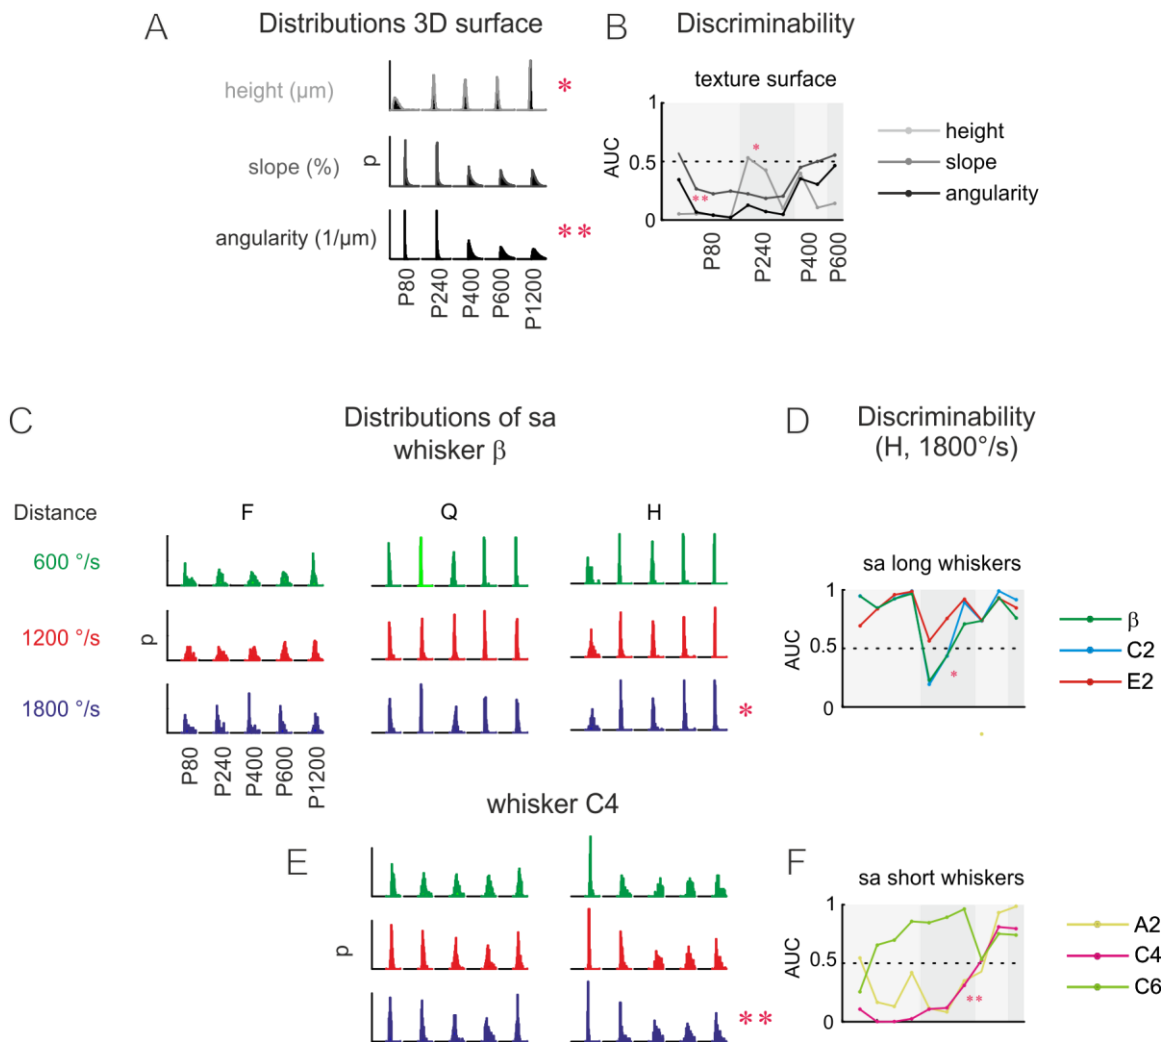 A
Distributions 3D surface
height (µm)
*
slope (%)
p
angularity (1/µm)
**
P80
P240
P400
P600
P1200
B
Discriminability
texture surface
1
0.5
0
AUC
*
**
P80
P240
P400
P600
height
slope
angularity
C
Distributions of sa
whisker β
Distance
F
Q
H
600 °/s
1200 °/s
p
1800 °/s
*
P80
P240
P400
P600
P1200
D
Discriminability
(H, 1800°/s)
sa long whiskers
1
0.5
0
AUC
*
β
C2
E2
whisker C4
E
p
**
F
sa short whiskers
1
0.5
0
AUC
**
A2
C4
C6